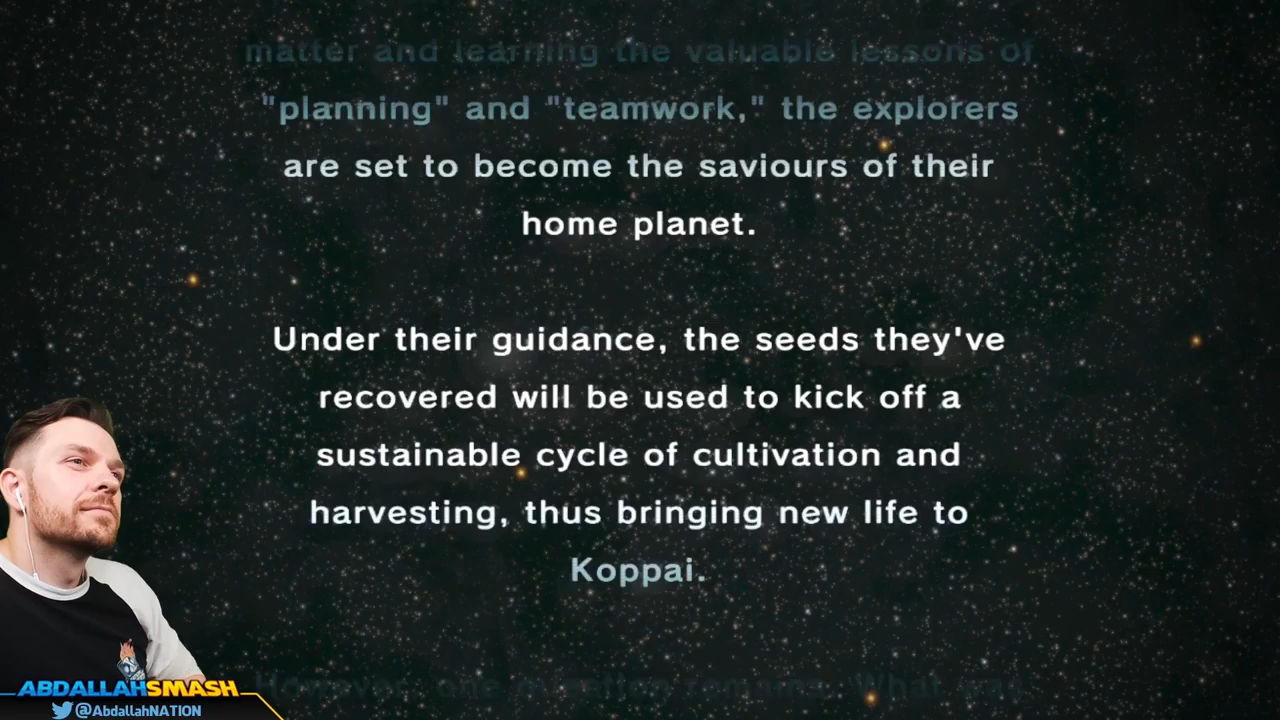 matter and learning the valuable lessons of
"planning" and "teamwork," the explorers
are set to become the saviours of their
home planet.
Under their guidance, the seeds they've
recovered will be used to kick off a
sustainable cycle of cultivation and
harvesting, thus bringing new life to
Koppai.
However, one
ABDALLAHSMASH
@AbdallahNATION